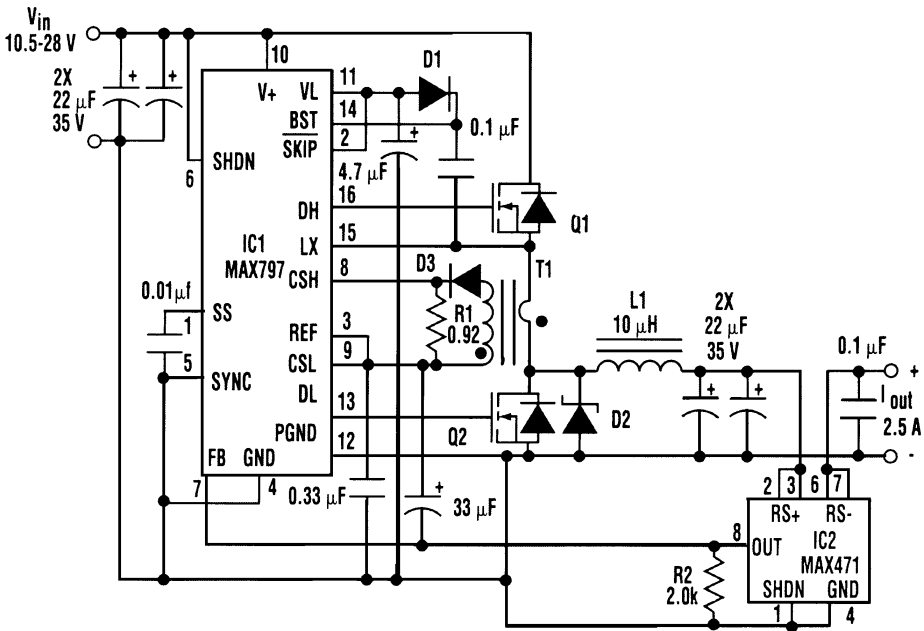 Vin
10.5-28 V
2X
22 μF
35 V
+
+
10
V+
SHDN
6
IC1
MAX797
11
VL
14
BST
2
SKIP
D1
0.1 μF
+
4.7 μF
16
DH
15
LX
8
CSH
Q1
D3
T1
R1
0.92
0.01μf
SS
1
REF
3
9
CSL
5
SYNC
DL
13
PGND
12
FB
GND
7
4
Q2
D2
L1
10 μH
2X
22 μF
35 V
+
+
0.1 μF
+
Iout
2.5 A
-
0.33 μF
+
33 μF
2
3
6
7
RS+
RS-
8
OUT
IC2
MAX471
SHDN
GND
1
4
R2
2.0k